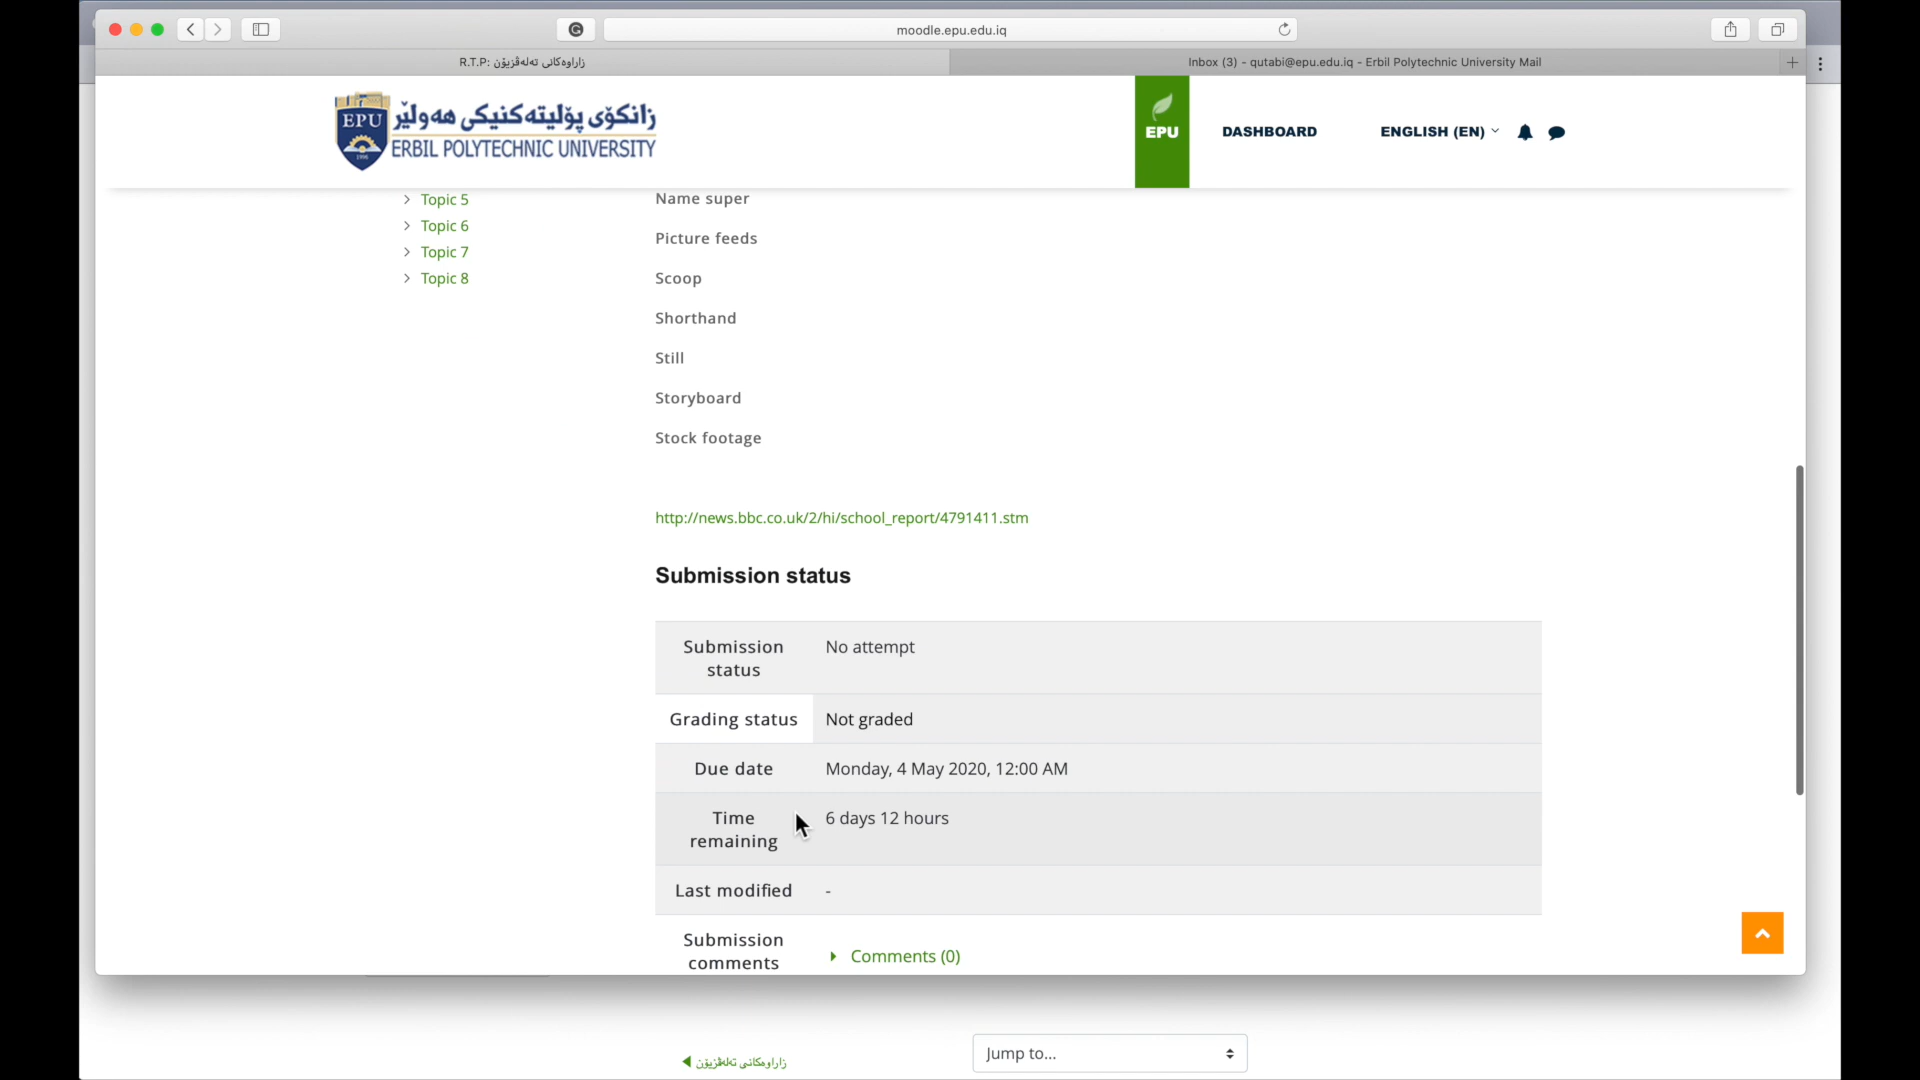 moodle.epu.edu.iq
R.T.P: زاراوەکانی تەلەڤزیۆن
Inbox (3) - qutabi@epu.edu.iq - Erbil Polytechnic University Mail
EPU
1996
زانكۆی پۆلیتەكنیكی هەولێر
ERBIL POLYTECHNIC UNIVERSITY
EPU
DASHBOARD
ENGLISH (EN)
Topic 5
Topic 6
Topic 7
Topic 8
Name super
Picture feeds
Scoop
Shorthand
Still
Storyboard
Stock footage
http://news.bbc.co.uk/2/hi/school_report/4791411.stm
Submission status
Submission status
No attempt
Grading status
Not graded
Due date
Monday, 4 May 2020, 12:00 AM
Time remaining
6 days 12 hours
Last modified
-
Submission comments
Comments (0)
زاراوەکانی تەلەڤزیۆن
Jump to...